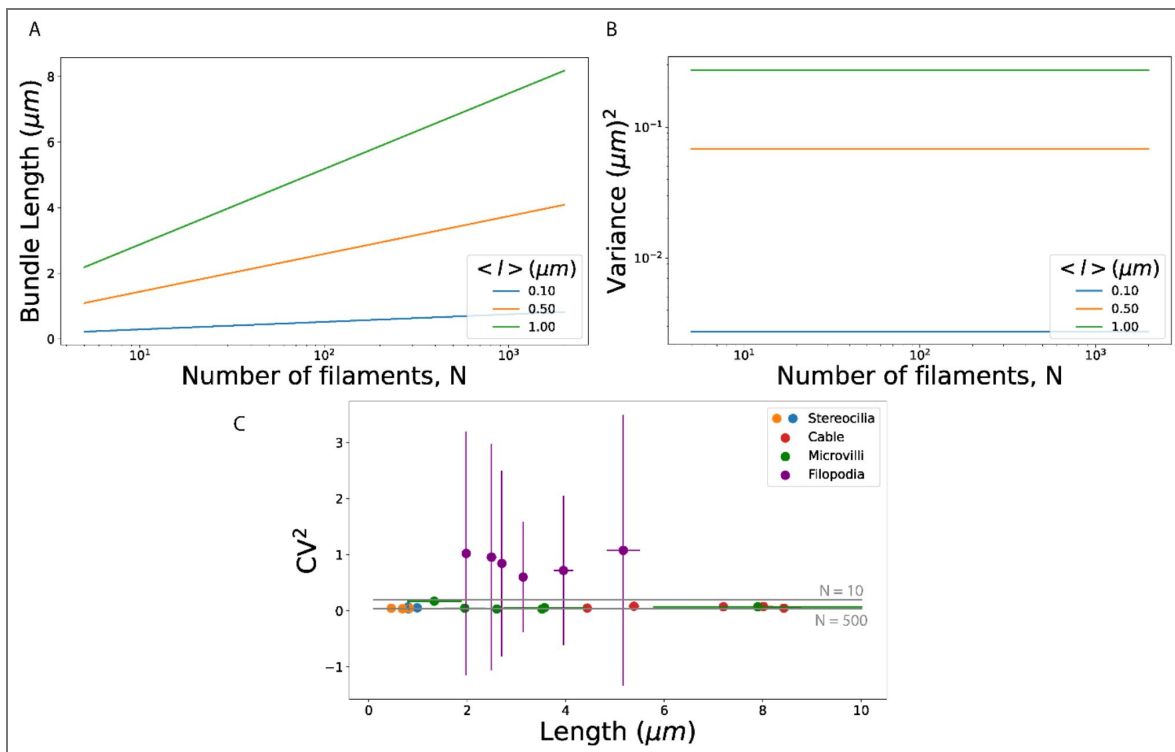 A
Bundle Length (μm)
8
6
4
2
0
10¹
10²
10³
Number of filaments, N
< l > (μm)
0.10
0.50
1.00
B
Variance (μm)²
10⁻¹
10⁻²
10¹
10²
10³
Number of filaments, N
< l > (μm)
0.10
0.50
1.00
C
CV²
3
2
1
0
−1
0
2
4
6
8
10
Length (μm)
Stereocilia
Cable
Microvilli
Filopodia
N = 10
N = 500